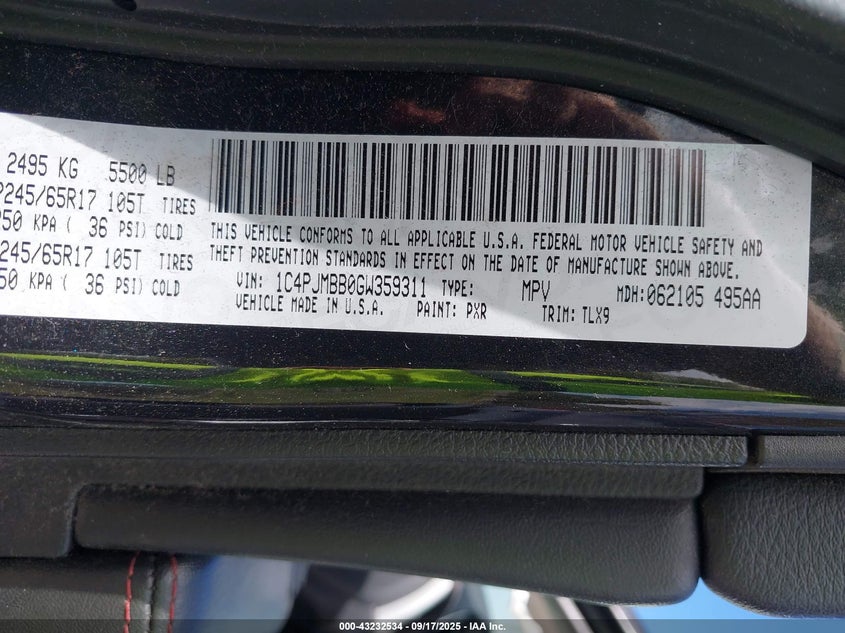 2495 KG 5500 LB
P245/65R17 105T TIRES
250 KPA ( 36 PSI) COLD
245/65R17 105T TIRES
50 KPA ( 36 PSI) COLD
THIS VEHICLE CONFORMS TO ALL APPLICABLE U.S.A. FEDERAL MOTOR VEHICLE SAFETY AND
THEFT PREVENTION STANDARDS IN EFFECT ON THE DATE OF MANUFACTURE SHOWN ABOVE.
VIN: 1C4PJMBB0GW359311 TYPE: MPV MDH: 062105 495AA
VEHICLE MADE IN U.S.A. PAINT: PXR TRIM: TLX9
000-43232534 - 09/17/2025 - IAA Inc.